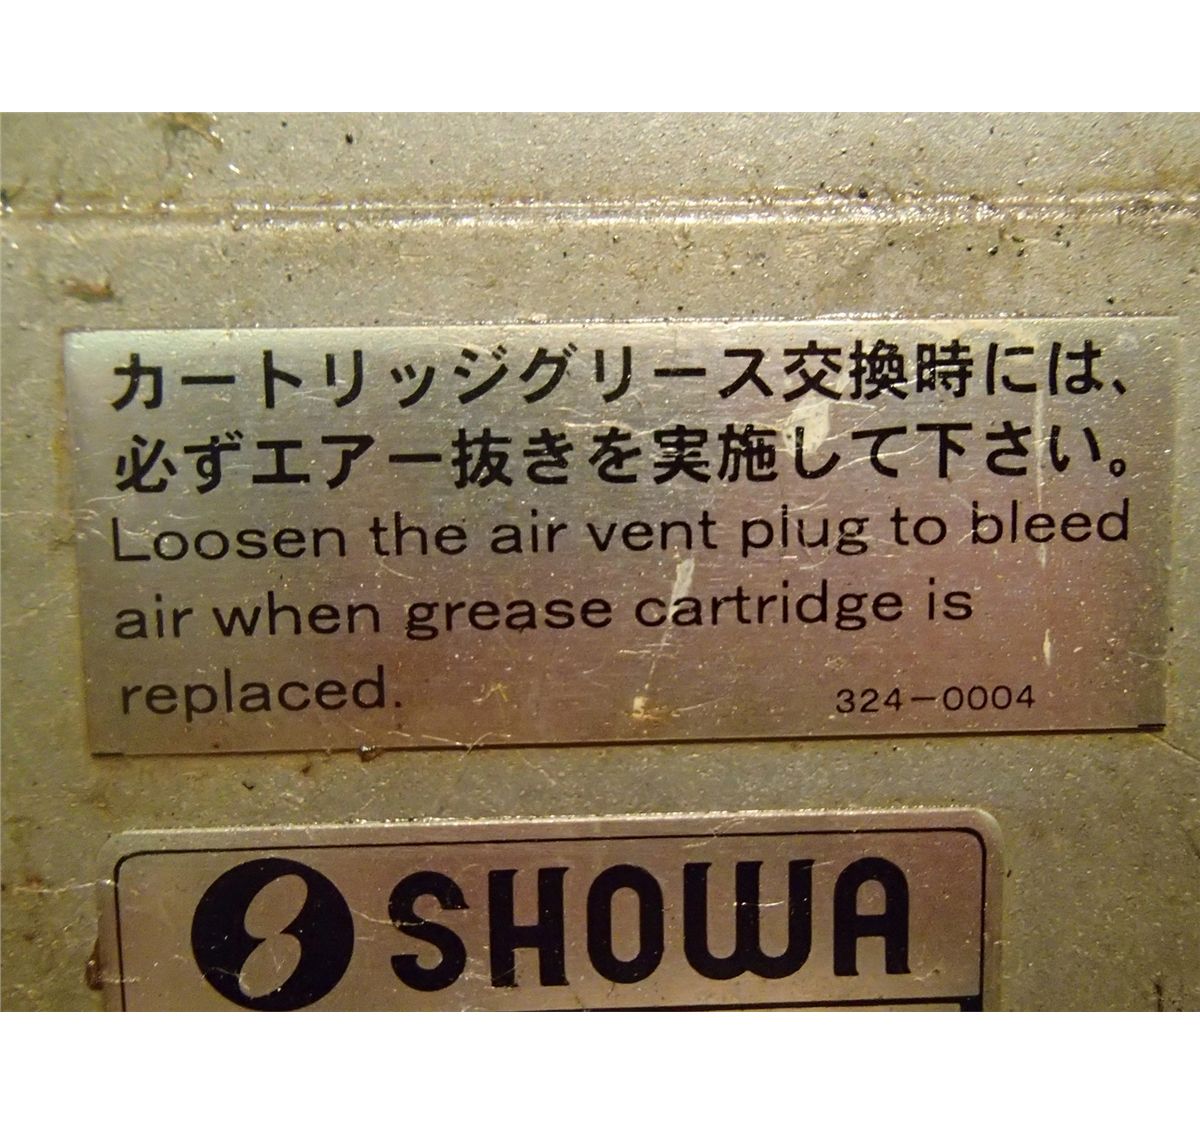 カートリッジグリース交換時には、
必ずエアー抜きを実施して下さい。
Loosen the air vent plug to bleed
air when grease cartridge is
replaced.
324-0004
SHOWA